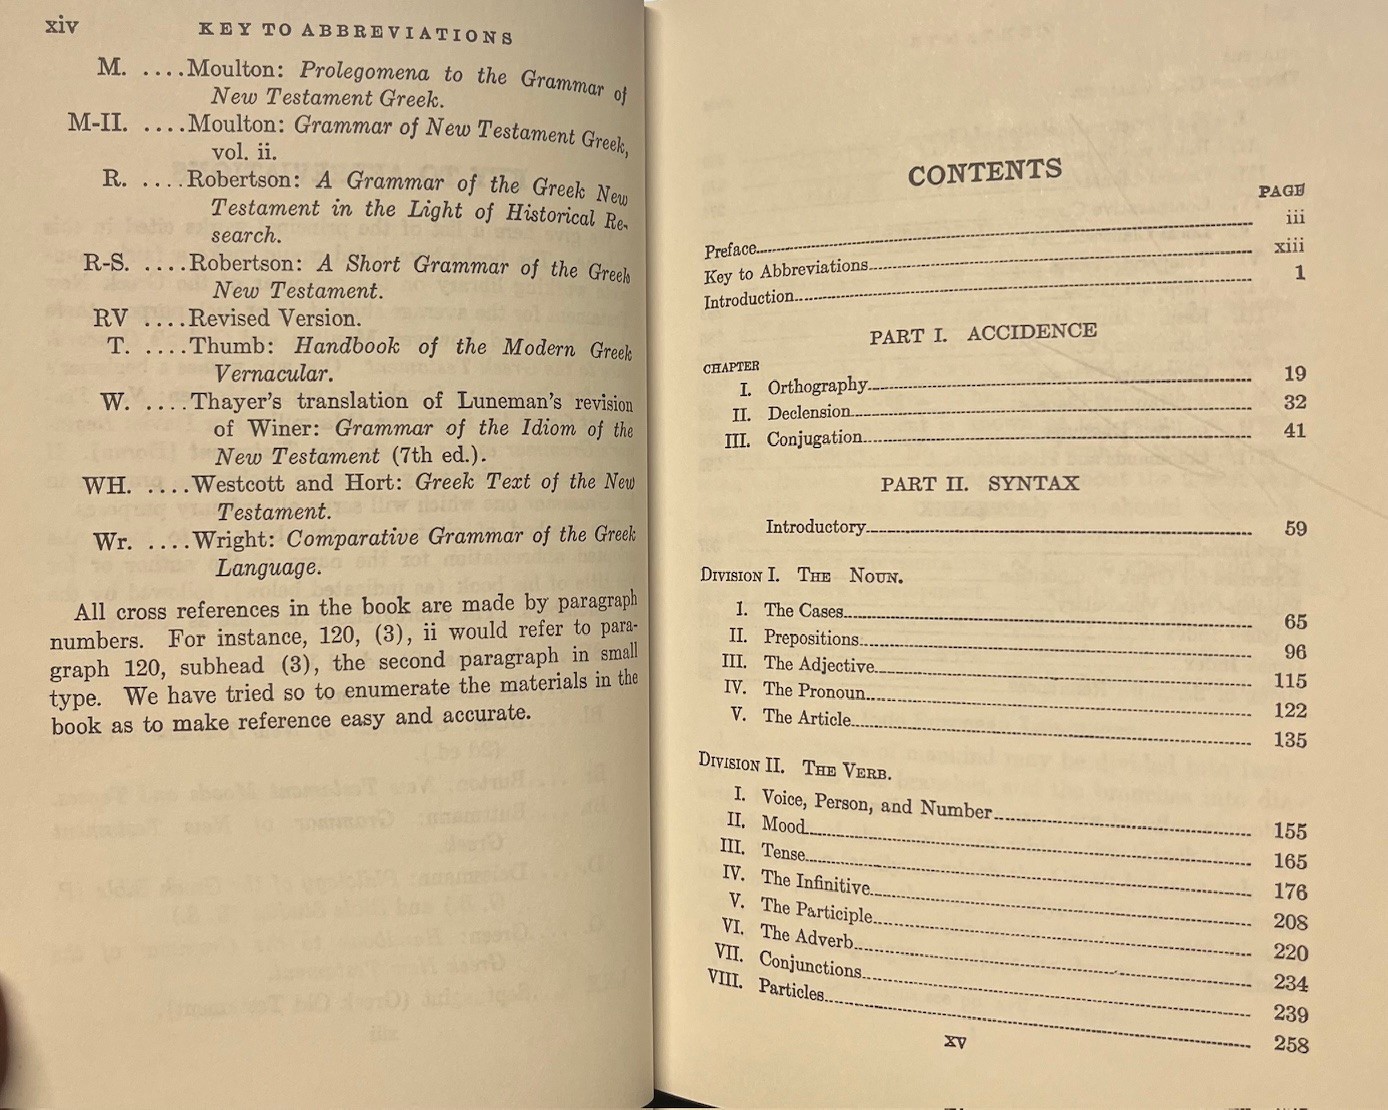 xiv KEY TO ABBREVIATIONS
M. ....Moulton: Prolegomena to the Grammar of
New Testament Greek.
M-II. ....Moulton: Grammar of New Testament Greek,
vol. ii.
R. ....Robertson: A Grammar of the Greek New
Testament in the Light of Historical Re-
search.
R-S. ....Robertson: A Short Grammar of the Greek
New Testament.
RV ....Revised Version.
T. ....Thumb: Handbook of the Modern Greek
Vernacular.
W. ....Thayer's translation of Luneman's revision
of Winer: Grammar of the Idiom of the
New Testament (7th ed.).
WH. ....Westcott and Hort: Greek Text of the New
Testament.
Wr. ....Wright: Comparative Grammar of the Greek
Language.
All cross references in the book are made by paragraph
numbers. For instance, 120, (3), ii would refer to para-
graph 120, subhead (3), the second paragraph in small
type. We have tried so to enumerate the materials in the
book as to make reference easy and accurate.
CONTENTS
PAGE
Preface iii
Key to Abbreviations xiii
Introduction 1
PART I. ACCIDENCE
CHAPTER
I. Orthography 19
II. Declension 32
III. Conjugation 41
PART II. SYNTAX
Introductory 59
DIVISION I. THE NOUN.
I. The Cases 65
II. Prepositions 96
III. The Adjective 115
IV. The Pronoun 122
V. The Article 135
DIVISION II. THE VERB.
I. Voice, Person, and Number 155
II. Mood 165
III. Tense 176
IV. The Infinitive 208
V. The Participle 220
VI. The Adverb 234
VII. Conjunctions 239
VIII. Particles 258
xv